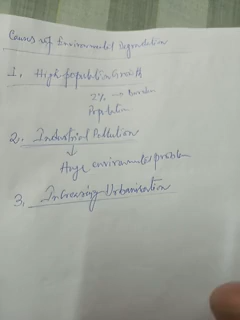 Causes of Environmental Degradation
1. High population Growth
2% → Burden
Population
2. Industrial Pollution
↓
Huge environmental problem
3. Increasing Urbanisation